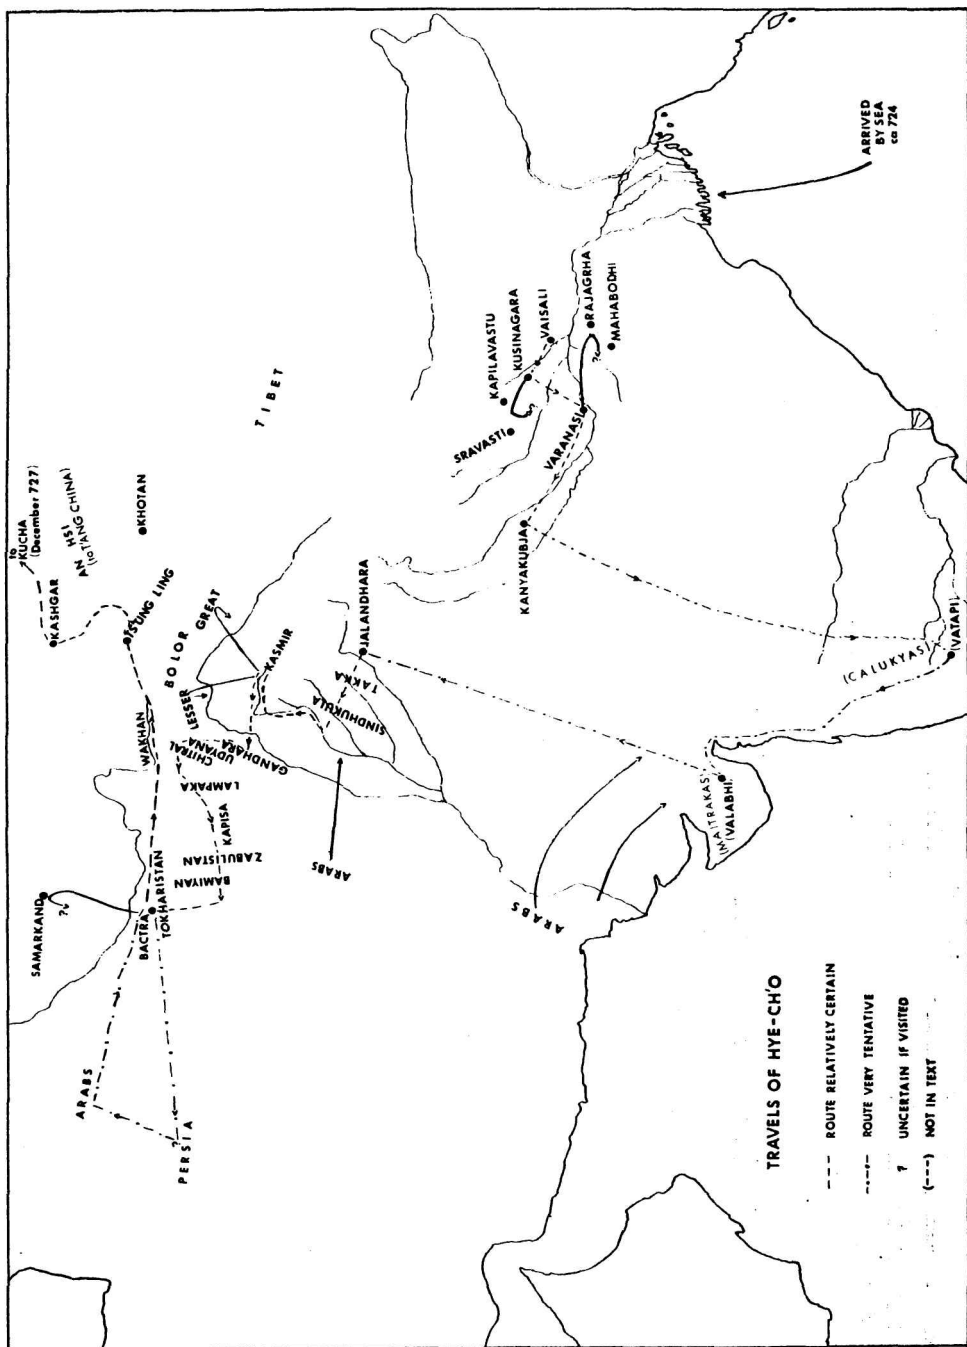 to
KUCHA
(December 727)
AN HSI
(to T'ANG CHINA)
KASHGAR
KHOTAN
TS'UNG LING
TIBET
SAMARKAND
?
WAKHAN
BOLOR
GREAT
LESSER
KASMIR
CHITRAL
UDYANA
GANDHARA
LAMPAKA
KAPISA
ZABULISTAN
BAMIYAN
BACTRA
TOKHARISTAN
ARABS
PERSIA
?
ARABS
SINDHUKULA
TAKKA
JALANDHARA
KAPILAVASTU
KUSINAGARA
VAISALI
SRAVASTI
?
VARANASI
?
RAJAGRHA
MAHABODHI
KANYAKUBJA
ARRIVED
BY SEA
ca 724
ARABS
(MAITRAKAS)
(VALABHI)
(CALUKYAS)
(VATAPI)
TRAVELS OF HYE-CH'O
--- ROUTE RELATIVELY CERTAIN
-·-·- ROUTE VERY TENTATIVE
? UNCERTAIN IF VISITED
(---) NOT IN TEXT